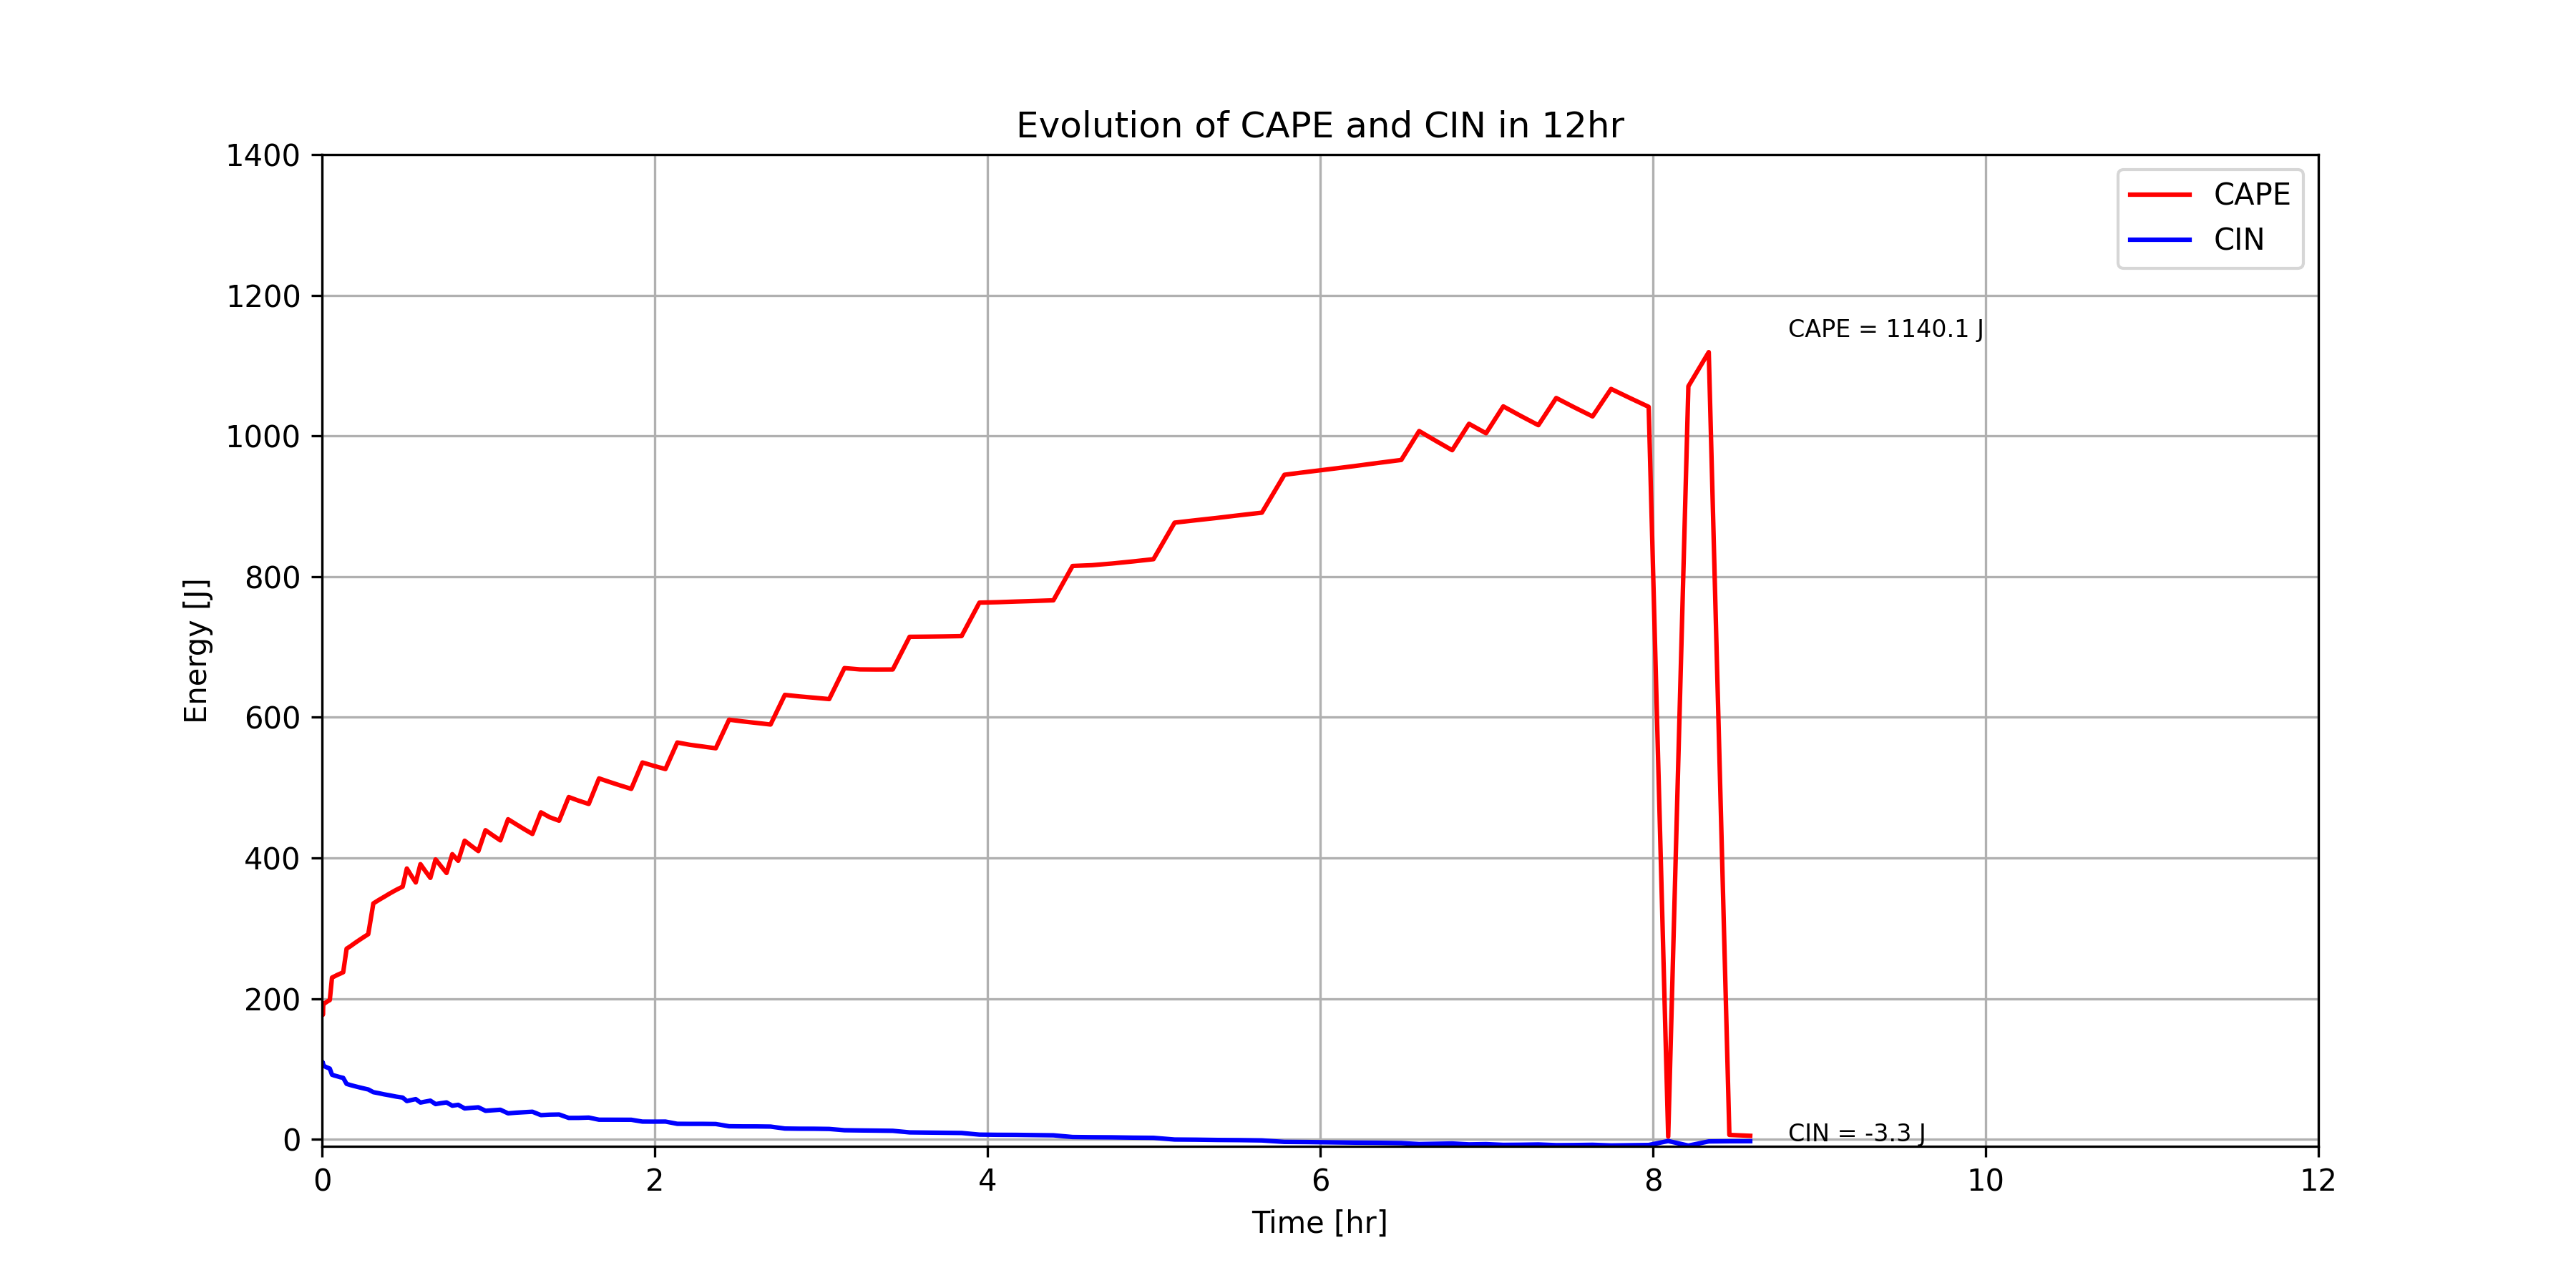 Evolution of CAPE and CIN in 12hr
1400
1200
1000
800
600
400
200
0
Energy [J]
CAPE
CIN
CAPE = 1140.1 J
CIN = -3.3 J
0 2 4 6 8 10 12
Time [hr]